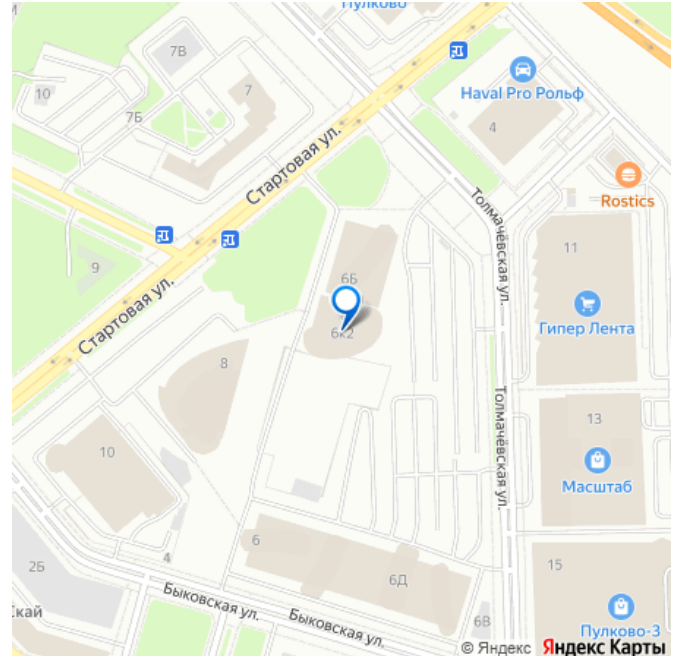 Пулково
7В
10
7
7Б
Haval Pro Рольф
4
Стартовая ул.
Толмачёвская ул.
Rostics
9
6Б
11
Гипер Лента
Стартовая ул.
6к2
8
Толмачёвская ул.
13
10
Масштаб
6
4
2Б
15
6Д
Скай
Быковская ул.
Быковская ул.
6В
Пулково-3
© Яндекс Яндекс Карты